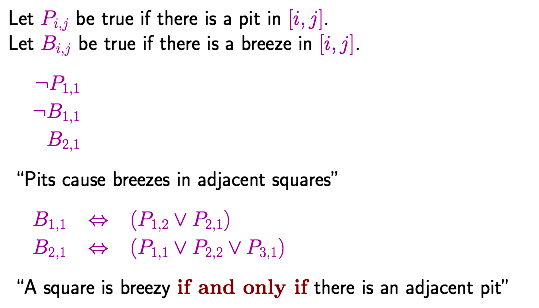 Let P_{i,j} be true if there is a pit in [i, j].
Let B_{i,j} be true if there is a breeze in [i, j].
¬P_{1,1}
¬B_{1,1}
B_{2,1}
“Pits cause breezes in adjacent squares”
B_{1,1} ⇔ (P_{1,2} ∨ P_{2,1})
B_{2,1} ⇔ (P_{1,1} ∨ P_{2,2} ∨ P_{3,1})
“A square is breezy if and only if there is an adjacent pit”